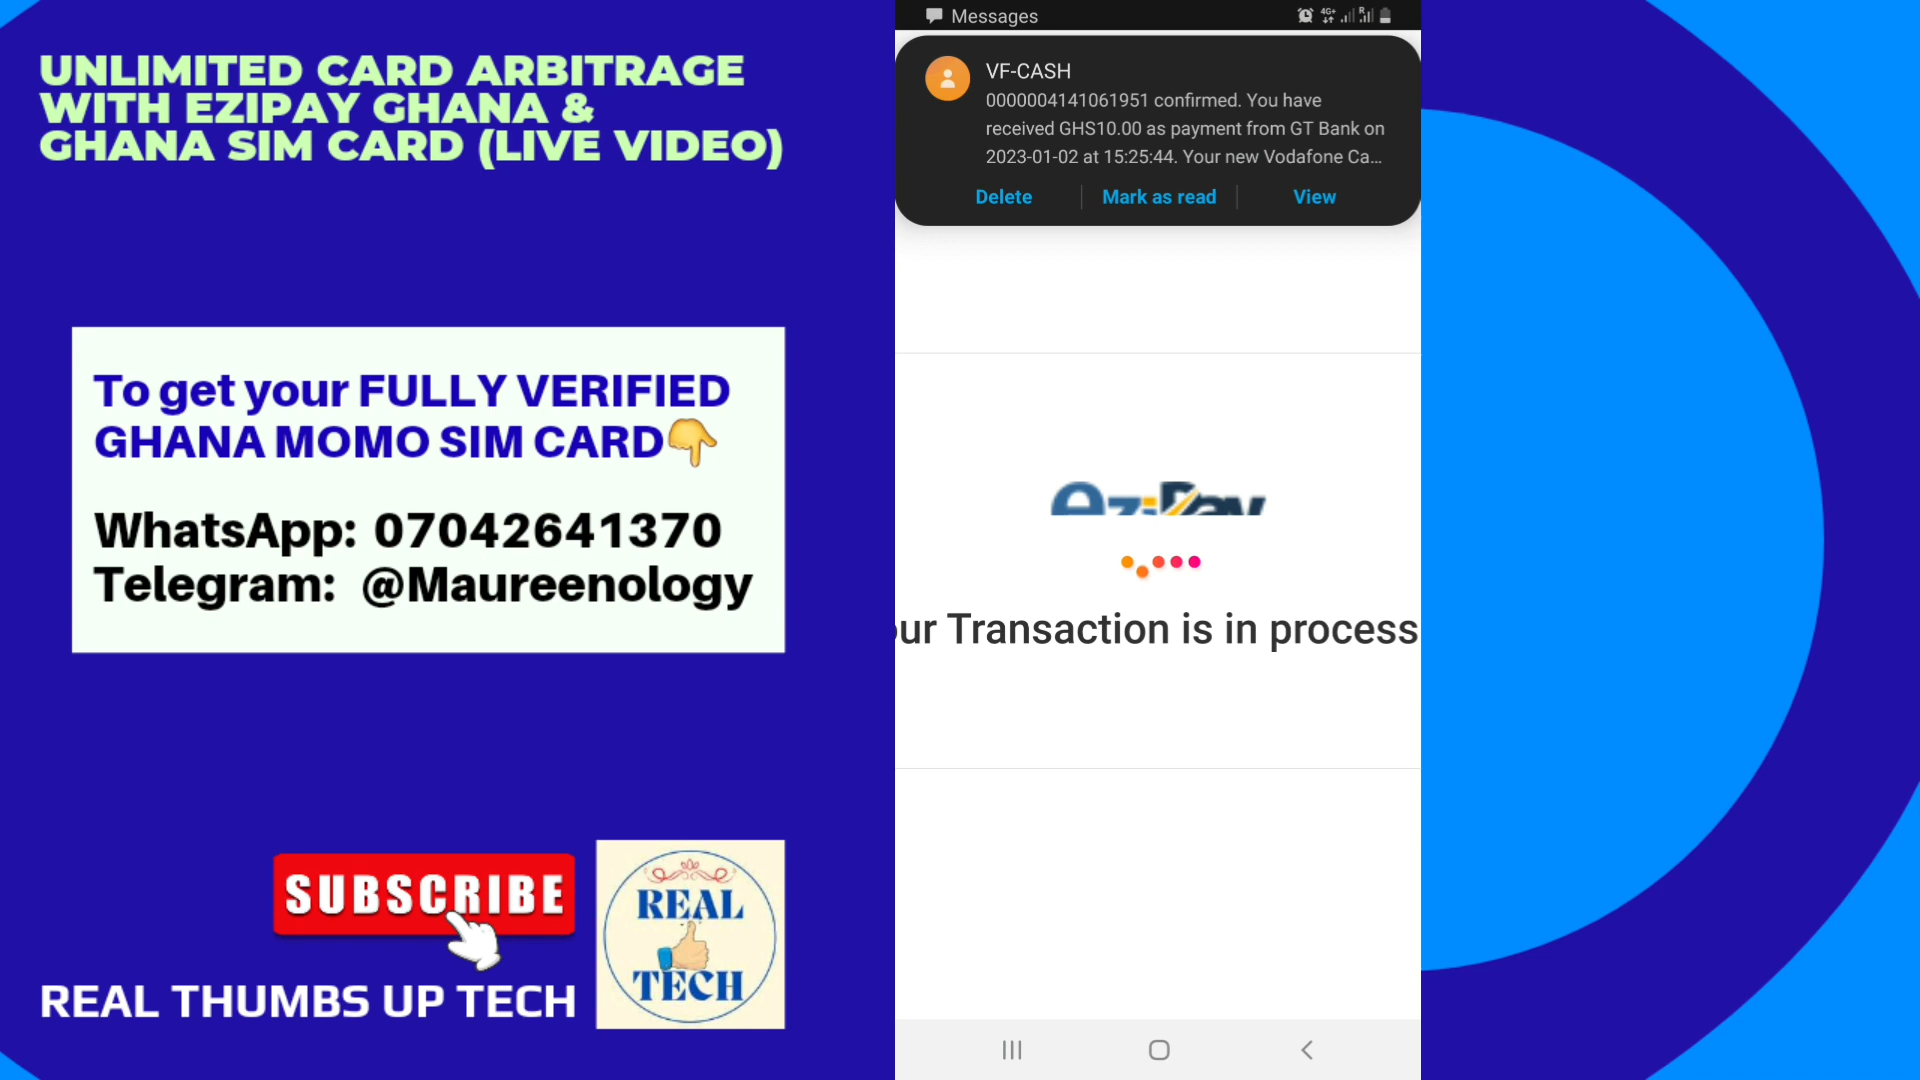 UNLIMITED CARD ARBITRAGE
WITH EZIPAY GHANA &
GHANA SIM CARD (LIVE VIDEO)
To get your FULLY VERIFIED
GHANA MOMO SIM CARD👇
WhatsApp: 07042641370
Telegram: @Maureenology
SUBSCRIBE
REAL THUMBS UP TECH
REAL
TECH
Messages
4G+
R
VF-CASH
0000004141061951 confirmed. You have
received GHS10.00 as payment from GT Bank on
2023-01-02 at 15:25:44. Your new Vodafone Ca...
Delete
Mark as read
View
eziPay
our Transaction is in process